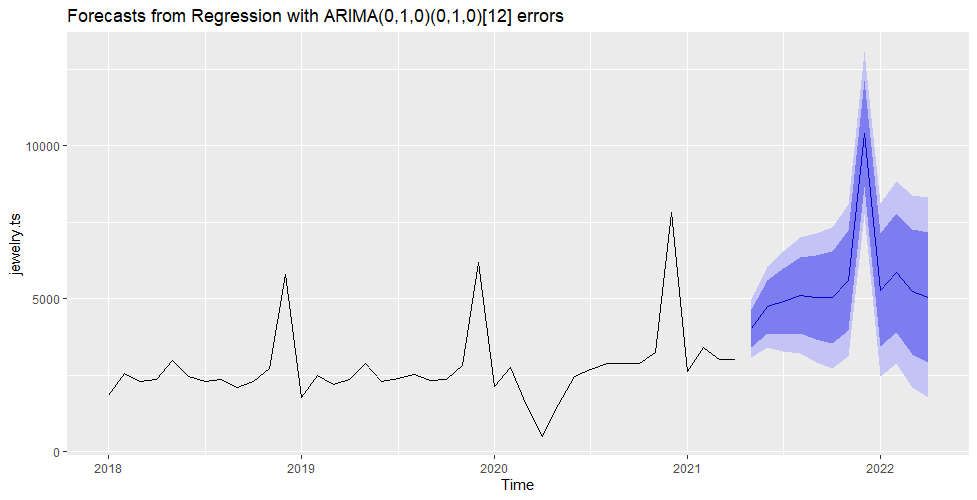 Forecasts from Regression with ARIMA(0,1,0)(0,1,0)[12] errors
10000
5000
0
jewelry.ts
2018
2019
2020
2021
2022
Time